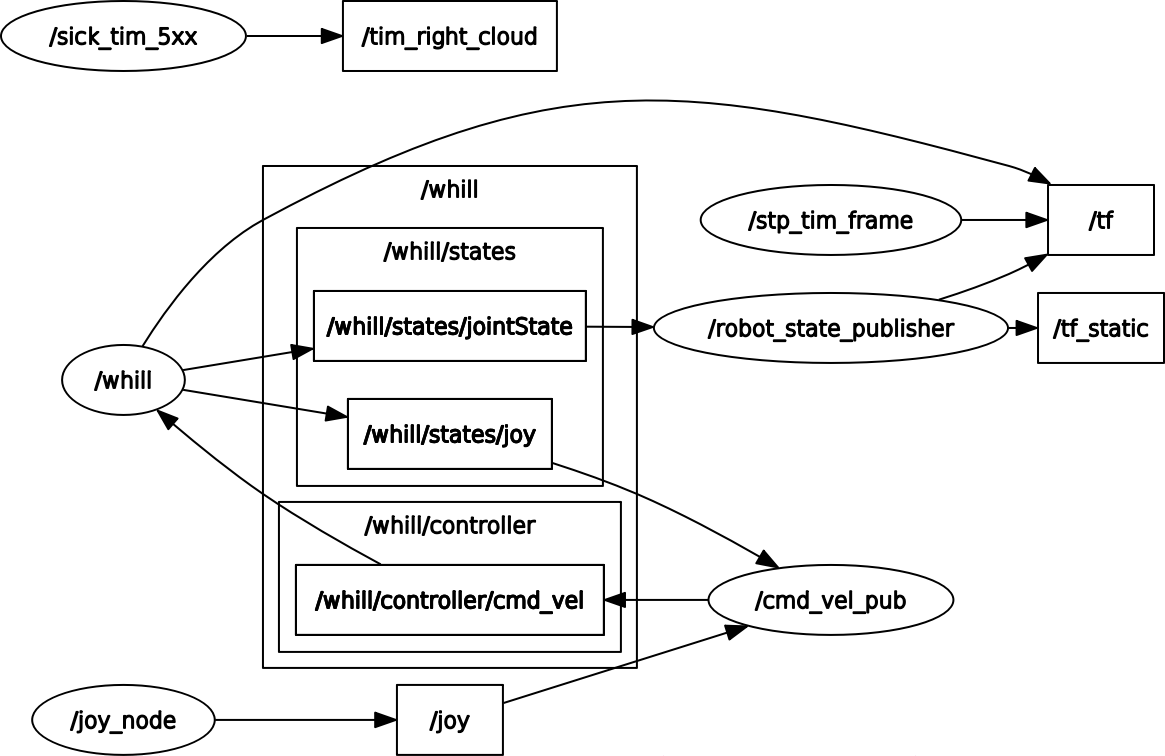 /sick_tim_5xx
/tim_right_cloud
/whill
/stp_tim_frame
/tf
/whill/states
/whill/states/jointState
/robot_state_publisher
/tf_static
/whill
/whill/states/joy
/whill/controller
/whill/controller/cmd_vel
/cmd_vel_pub
/joy_node
/joy